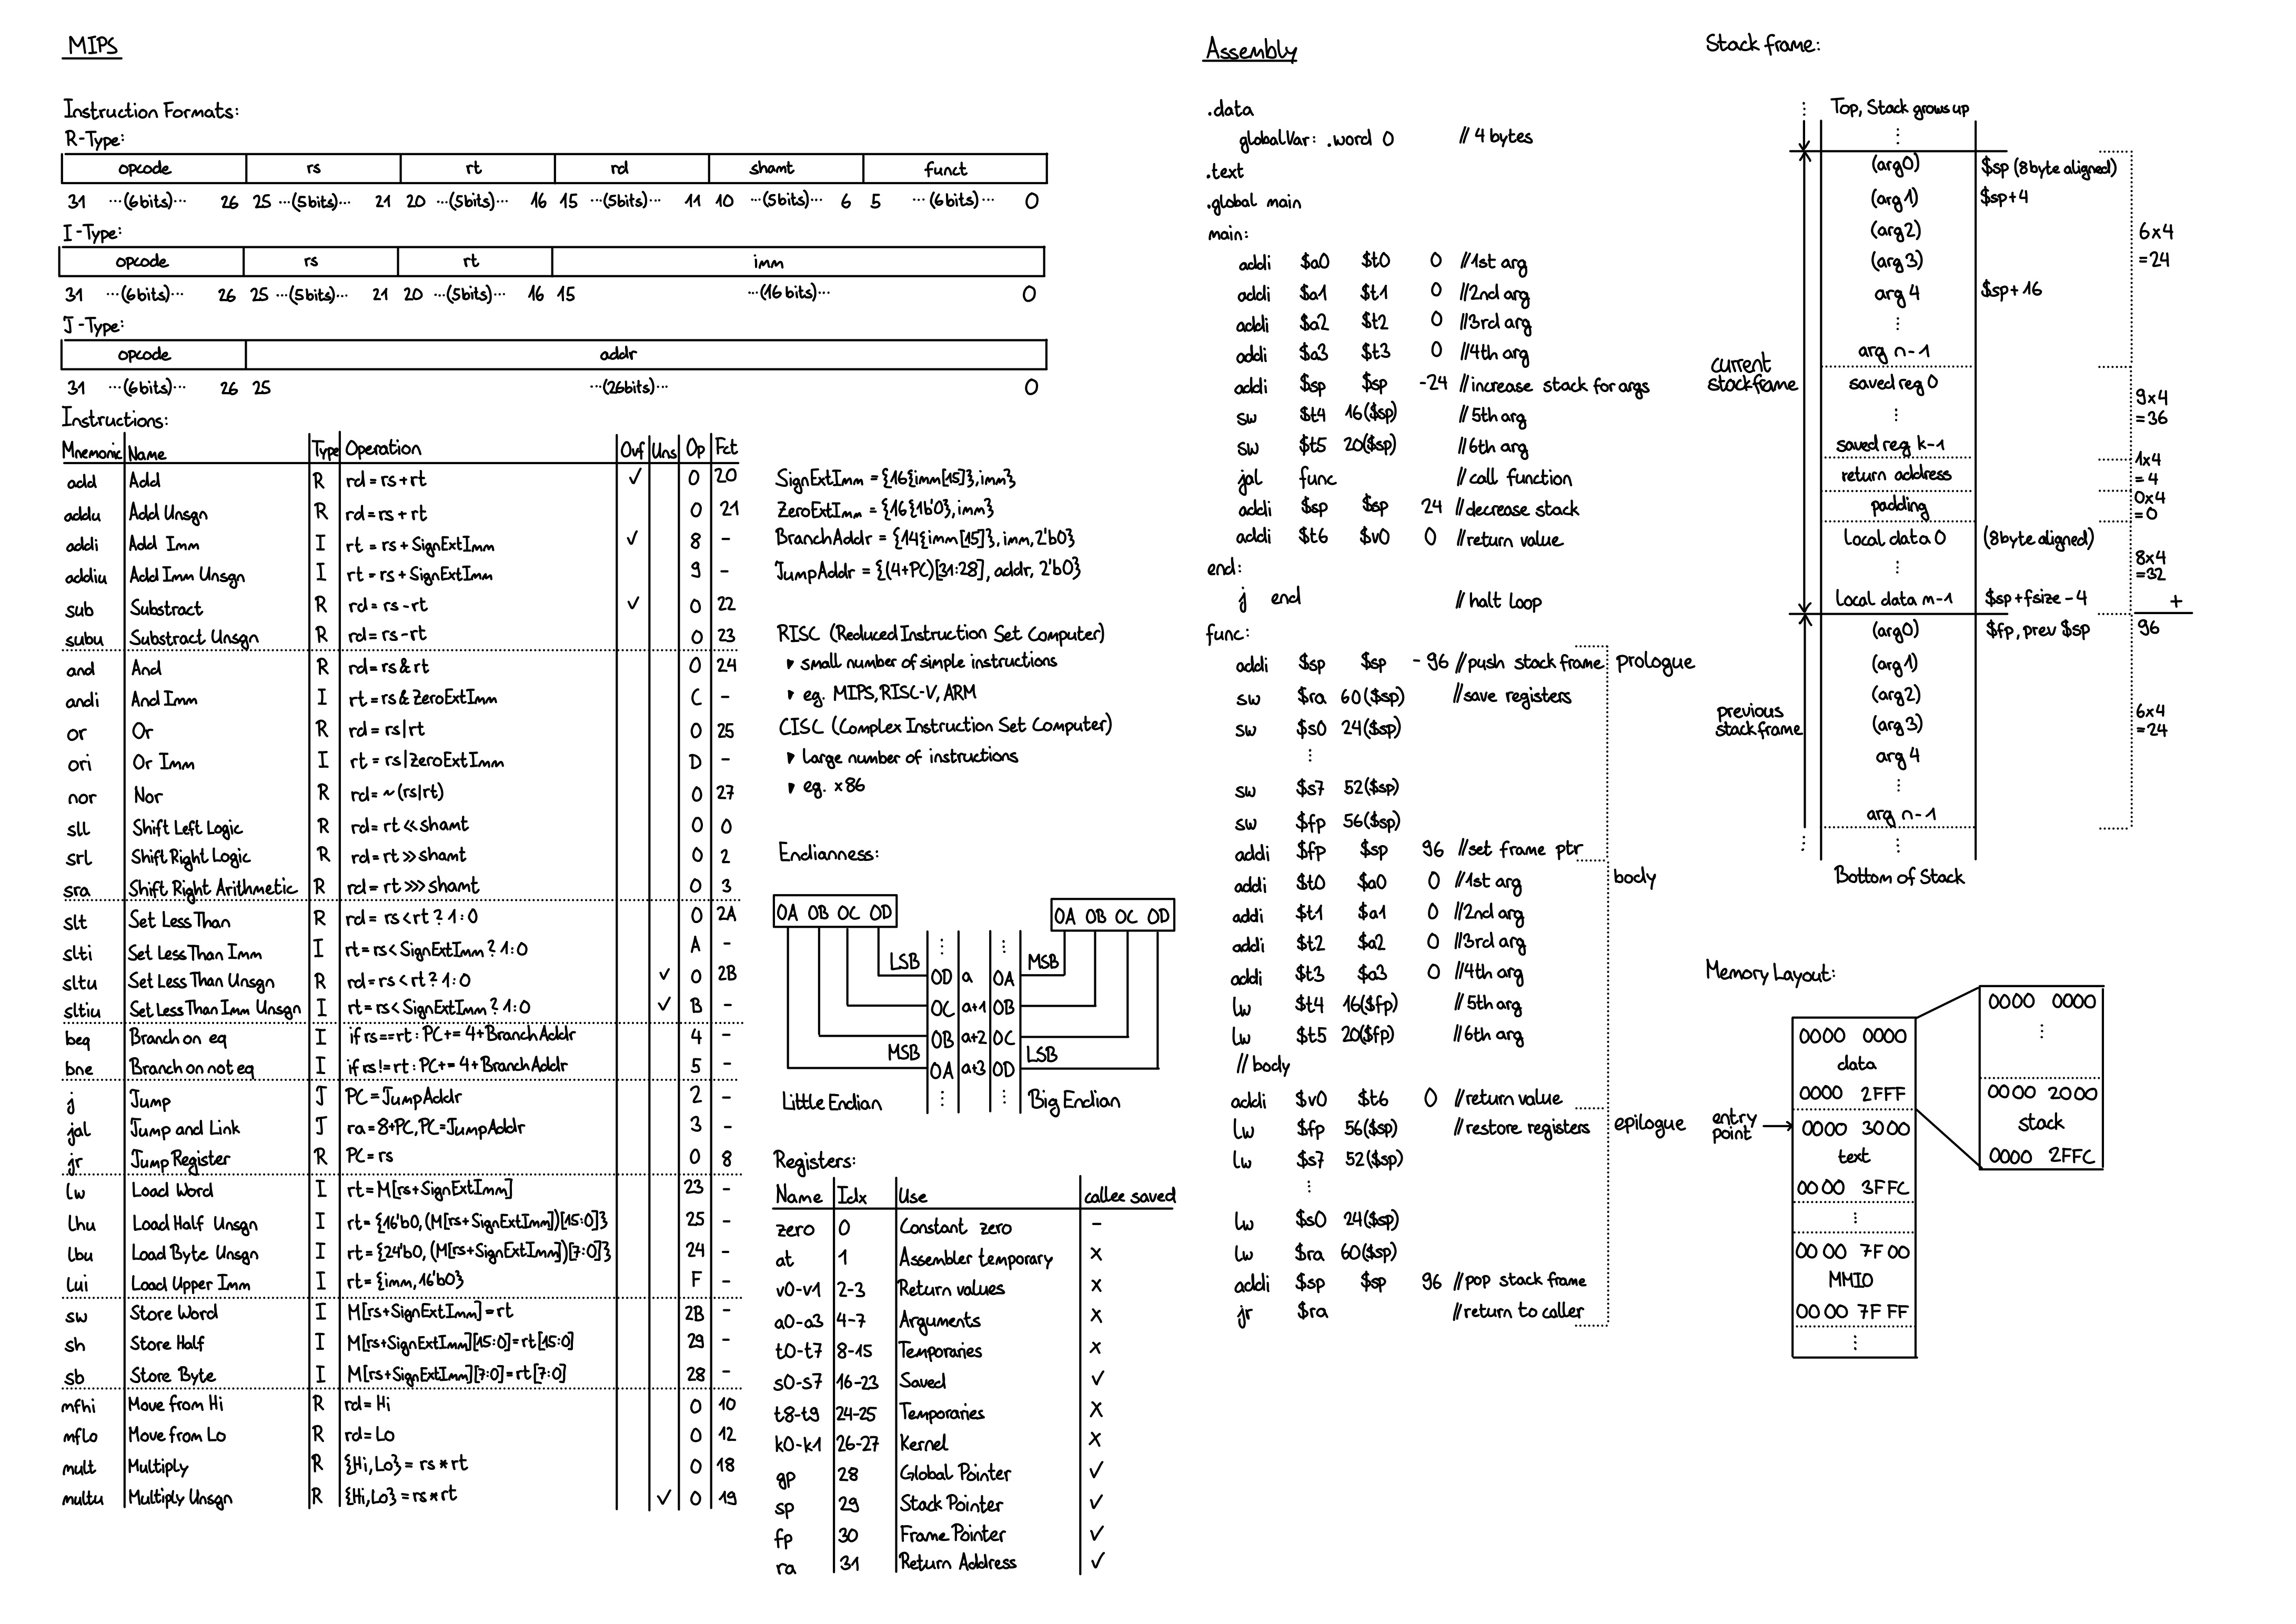 MIPS
Instruction Formats:
R-Type:
opcode rs rt rd shamt funct
31 ...(6bits)... 26 25 ...(5bits)... 21 20 ...(5bits)... 16 15 ...(5bits)... 11 10 ...(5bits)... 6 5 ...(6bits)... 0
I-Type:
opcode rs rt imm
31 ...(6bits)... 26 25 ...(5bits)... 21 20 ...(5bits)... 16 15 ...(16bits)... 0
J-Type:
opcode addr
31 ...(6bits)... 26 25 ...(26bits)... 0
Instructions:
Mnemonic Name Type Operation Ovf Uns Op Fct
add Add R rd = rs+rt ✓ 0 20
addu Add Unsgn R rd = rs+rt 0 21
addi Add Imm I rt = rs + SignExtImm ✓ 8 -
addiu Add Imm Unsgn I rt = rs + SignExtImm 9 -
sub Substract R rd = rs-rt ✓ 0 22
subu Substract Unsgn R rd = rs-rt 0 23
and And R rd = rs & rt 0 24
andi And Imm I rt = rs & ZeroExtImm C -
or Or R rd = rs|rt 0 25
ori Or Imm I rt = rs|ZeroExtImm D -
nor Nor R rd = ~(rs|rt) 0 27
sll Shift Left Logic R rd = rt << shamt 0 0
srl Shift Right Logic R rd = rt >> shamt 0 2
sra Shift Right Arithmetic R rd = rt >>> shamt 0 3
slt Set Less Than R rd = rs < rt ? 1:0 0 2A
slti Set Less Than Imm I rt = rs < SignExtImm ? 1:0 A -
sltu Set Less Than Unsgn R rd = rs < rt ? 1:0 ✓ 0 2B
sltiu Set Less Than Imm Unsgn I rt = rs < SignExtImm ? 1:0 ✓ B -
beq Branch on eq I if rs==rt: PC += 4+BranchAddr 4 -
bne Branch on not eq I if rs!=rt: PC += 4+BranchAddr 5 -
j Jump J PC = JumpAddr 2 -
jal Jump and Link J ra = 8+PC, PC = JumpAddr 3 -
jr Jump Register R PC = rs 0 8
lw Load Word I rt = M[rs+SignExtImm] 23 -
lhu Load Half Unsgn I rt = {16'b0, (M[rs+SignExtImm])[15:0]} 25 -
lbu Load Byte Unsgn I rt = {24'b0, (M[rs+SignExtImm])[7:0]} 24 -
lui Load Upper Imm I rt = {imm, 16'b0} F -
sw Store Word I M[rs+SignExtImm] = rt 2B -
sh Store Half I M[rs+SignExtImm][15:0] = rt[15:0] 29 -
sb Store Byte I M[rs+SignExtImm][7:0] = rt[7:0] 28 -
mfhi Move from Hi R rd = Hi 0 10
mflo Move from Lo R rd = Lo 0 12
mult Multiply R {Hi,Lo} = rs * rt 0 18
multu Multiply Unsgn R {Hi,Lo} = rs * rt ✓ 0 19
SignExtImm = {16{imm[15]}, imm}
ZeroExtImm = {16{1b'0}, imm}
BranchAddr = {14{imm[15]}, imm, 2'b0}
JumpAddr = {(4+PC)[31:28], addr, 2'b0}
RISC (Reduced Instruction Set Computer)
small number of simple instructions
eg. MIPS, RISC-V, ARM
CISC (Complex Instruction Set Computer)
large number of instructions
eg. x86
Endianness:
0A 0B 0C 0D 0A 0B 0C 0D
LSB 0D a 0A MSB
0C a+1 0B
0B a+2 0C
MSB 0A a+3 0D LSB
Little Endian Big Endian
Registers:
Name Idx Use callee saved
zero 0 Constant zero -
at 1 Assembler temporary x
v0-v1 2-3 Return values x
a0-a3 4-7 Arguments x
t0-t7 8-15 Temporaries x
s0-s7 16-23 Saved ✓
t8-t9 24-25 Temporaries x
k0-k1 26-27 Kernel x
gp 28 Global Pointer ✓
sp 29 Stack Pointer ✓
fp 30 Frame Pointer ✓
ra 31 Return Address ✓
Assembly
.data
globalVar: .word 0 // 4 bytes
.text
.global main
main:
addi $a0 $t0 0 //1st arg
addi $a1 $t1 0 //2nd arg
addi $a2 $t2 0 //3rd arg
addi $a3 $t3 0 //4th arg
addi $sp $sp -24 //increase stack for args
sw $t4 16($sp) //5th arg
sw $t5 20($sp) //6th arg
jal func // call function
addi $sp $sp 24 //decrease stack
addi $t6 $v0 0 //return value
end:
j end // halt loop
func:
addi $sp $sp -96 //push stack frame prologue
sw $ra 60($sp) //save registers
sw $s0 24($sp)
⋮
sw $s7 52($sp)
sw $fp 56($sp)
addi $fp $sp 96 //set frame ptr
addi $t0 $a0 0 //1st arg body
addi $t1 $a1 0 //2nd arg
addi $t2 $a2 0 //3rd arg
addi $t3 $a3 0 //4th arg
lw $t4 16($fp) //5th arg
lw $t5 20($fp) //6th arg
// body
addi $v0 $t6 0 //return value
lw $fp 56($sp) //restore registers epilogue
lw $s7 52($sp)
⋮
lw $s0 24($sp)
lw $ra 60($sp)
addi $sp $sp 96 //pop stack frame
jr $ra //return to caller
Stack frame:
Top, Stack grows up
⋮
(arg0) $sp (8byte aligned)
(arg1) $sp+4
(arg2) 6x4
(arg3) =24
arg 4 $sp+16
⋮
arg n-1
current
stackframe
saved reg 0
⋮ 9x4
=36
saved reg k-1
return address 1x4
= 4
padding 0x4
=0
local data 0 (8byte aligned)
⋮ 8x4
=32
local data m-1 $sp+fsize-4 +
(arg0) $fp, prev $sp 96
(arg1)
(arg2)
previous
stackframe
(arg3) 6x4
=24
arg 4
⋮
arg n-1
⋮
Bottom of Stack
Memory Layout:
0000 0000
data
0000 2FFF
entry
point
0000 3000
text
0000 3FFC
⋮
0000 7F00
MMIO
0000 7FFF
⋮
0000 0000
⋮
0000 2000
stack
0000 2FFC